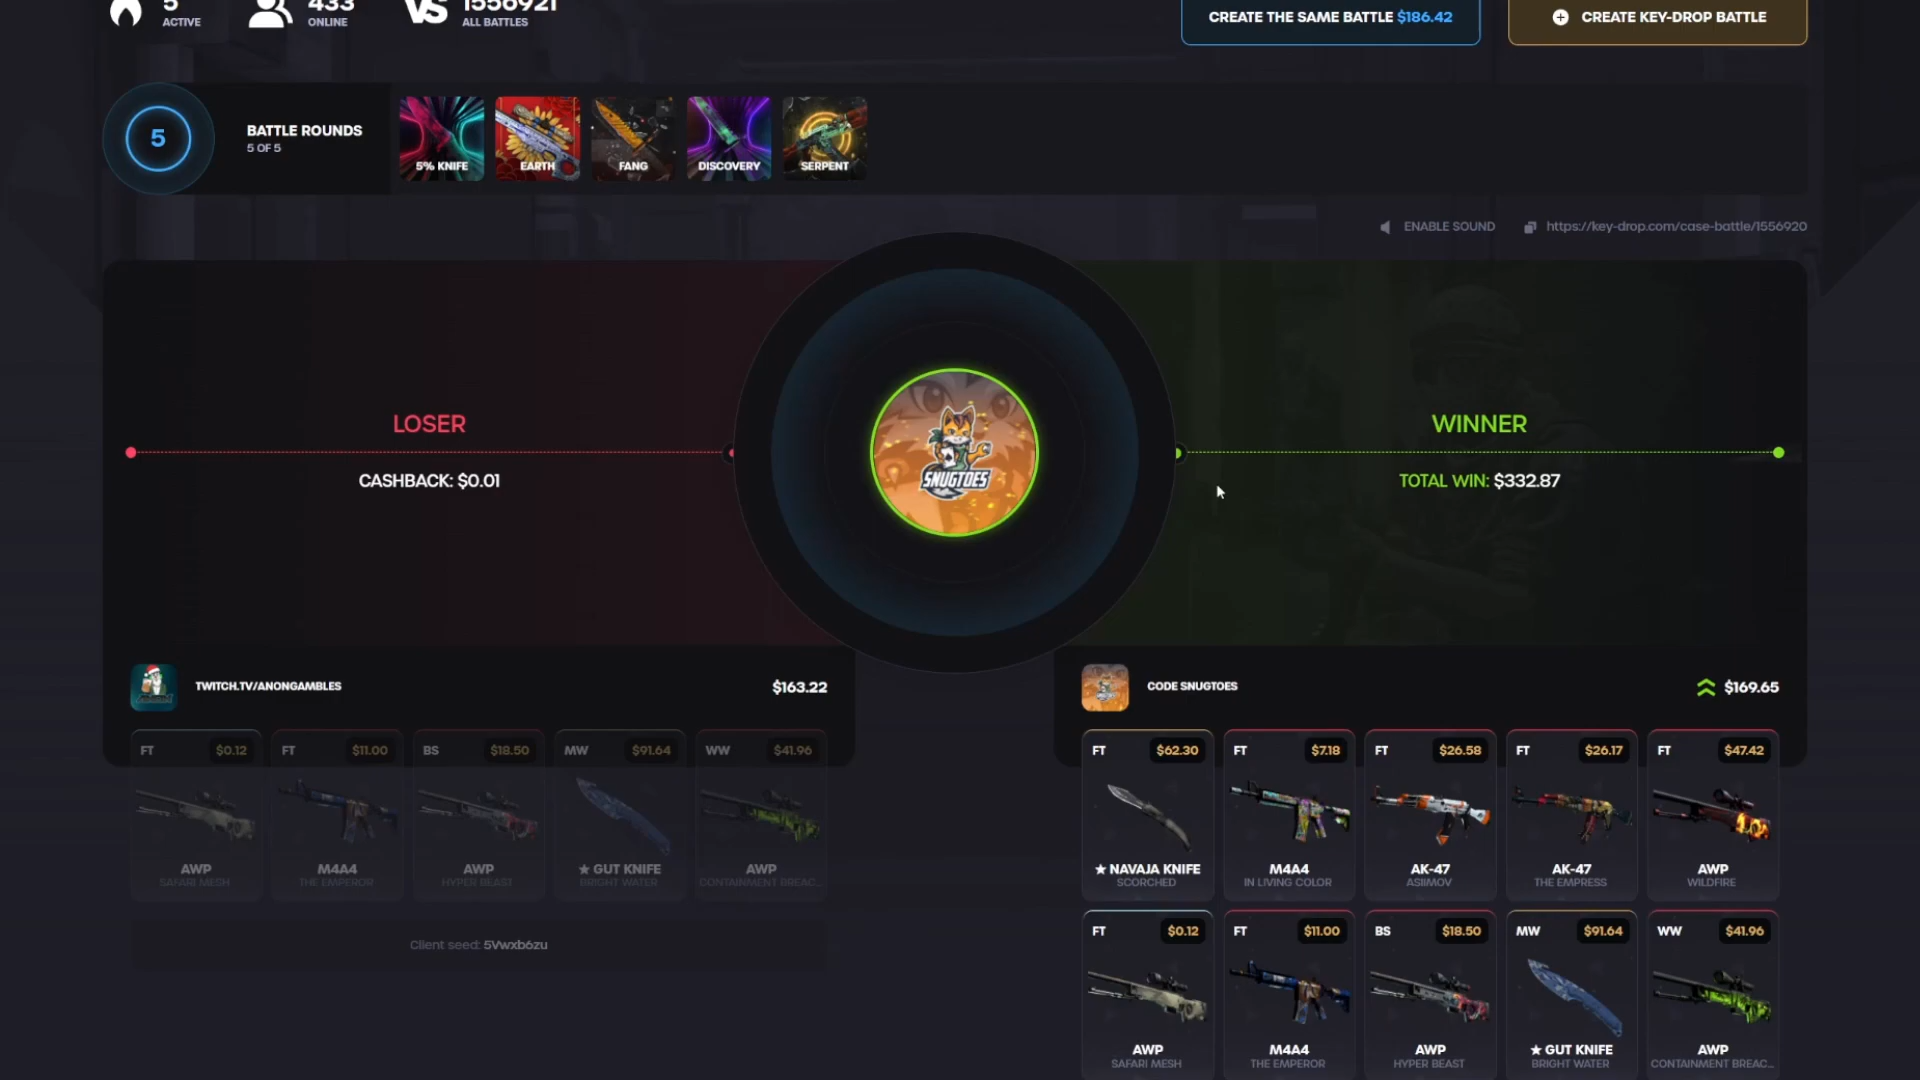 5
ACTIVE
433
ONLINE
VS
1556921
ALL BATTLES
CREATE THE SAME BATTLE $186.42
CREATE KEY-DROP BATTLE
5
BATTLE ROUNDS
5 OF 5
5% KNIFE
EARTH
FANG
DISCOVERY
SERPENT
ENABLE SOUND
https://key-drop.com/case-battle/1556920
LOSER
CASHBACK: $0.01
SNUGTOES
WINNER
TOTAL WIN: $332.87
TWITCH.TV/ANONGAMBLES
$163.22
CODE SNUGTOES
$169.65
FT $0.12
FT $11.00
BS $18.50
MW $91.64
WW $41.96
AWP
SAFARI MESH
M4A4
THE EMPEROR
AWP
HYPER BEAST
★ GUT KNIFE
BRIGHT WATER
AWP
CONTAINMENT BREAC...
Client seed: 5Vwxb6zu
FT $62.30
FT $7.18
FT $26.58
FT $26.17
FT $47.42
★ NAVAJA KNIFE
SCORCHED
M4A4
IN LIVING COLOR
AK-47
ASIIMOV
AK-47
THE EMPRESS
AWP
WILDFIRE
FT $0.12
FT $11.00
BS $18.50
MW $91.64
WW $41.96
AWP
SAFARI MESH
M4A4
THE EMPEROR
AWP
HYPER BEAST
★ GUT KNIFE
BRIGHT WATER
AWP
CONTAINMENT BREAC...